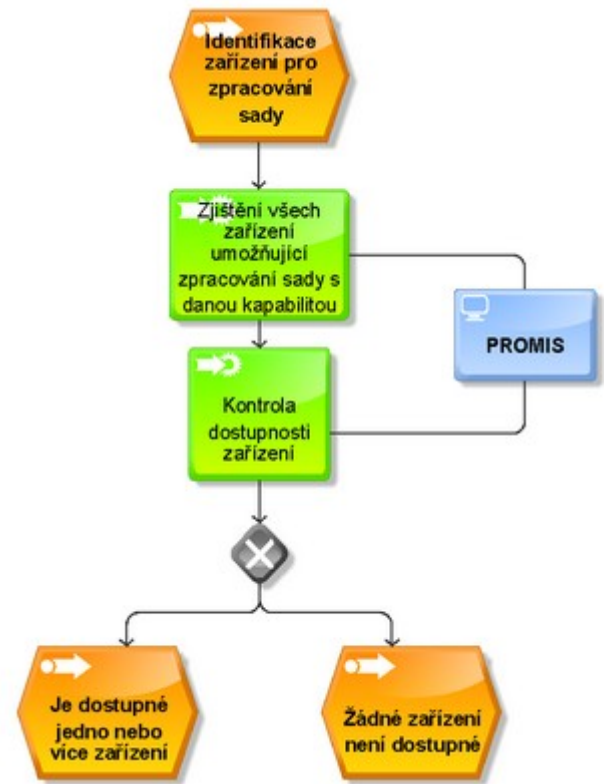 Identifikace
zařízení pro
zpracování
sady
Zjištění všech
zařízení
umožňující
zpracování sady s
danou kapabilitou
PROMIS
Kontrola
dostupnosti
zařízení
Je dostupné
jedno nebo
více zařízení
Žádné zařízení
není dostupné